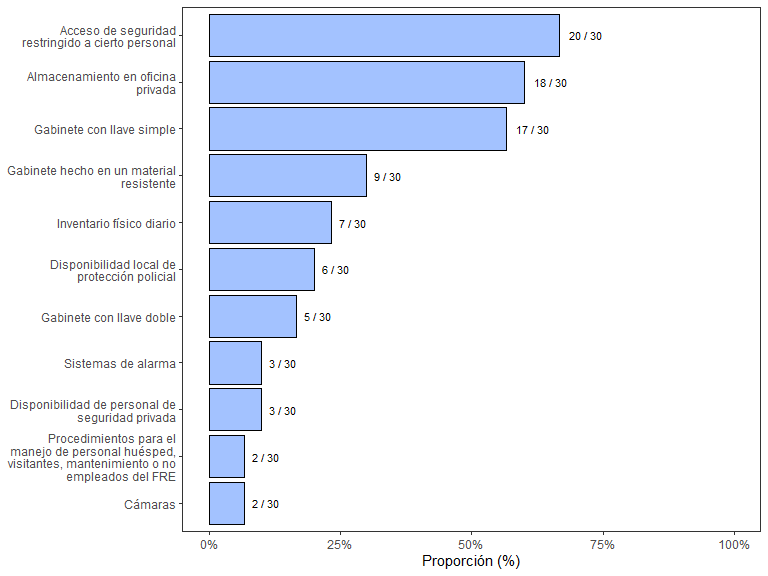 Acceso de seguridad
restringido a cierto personal
20 / 30
Almacenamiento en oficina
privada
18 / 30
Gabinete con llave simple
17 / 30
Gabinete hecho en un material
resistente
9 / 30
Inventario físico diario
7 / 30
Disponibilidad local de
protección policial
6 / 30
Gabinete con llave doble
5 / 30
Sistemas de alarma
3 / 30
Disponibilidad de personal de
seguridad privada
3 / 30
Procedimientos para el
manejo de personal huésped,
visitantes, mantenimiento o no
empleados del FRE
2 / 30
Cámaras
2 / 30
0%
25%
50%
75%
100%
Proporción (%)